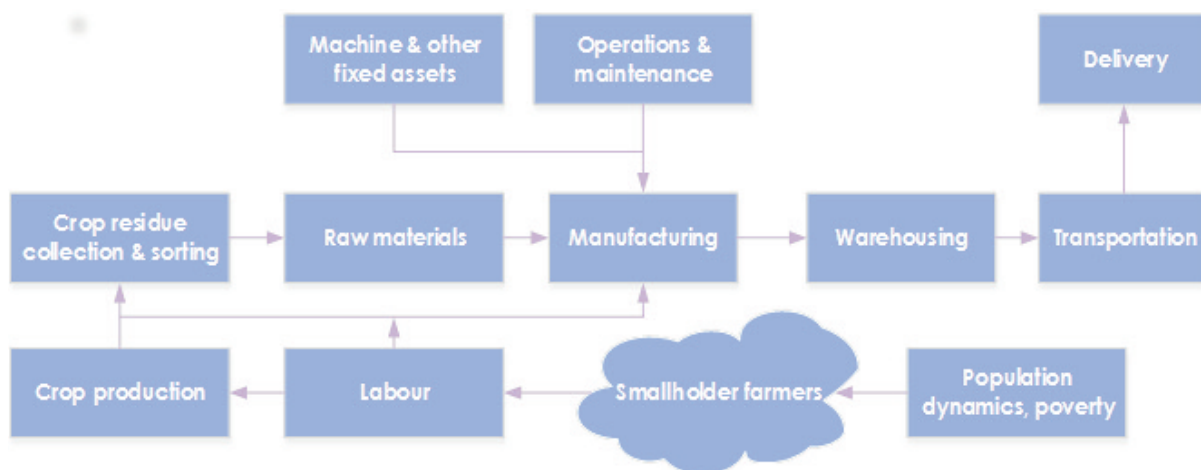 Machine & other
fixed assets
Operations &
maintenance
Delivery
Crop residue
collection & sorting
Raw materials
Manufacturing
Warehousing
Transportation
Crop production
Labour
Smallholder farmers
Population
dynamics, poverty